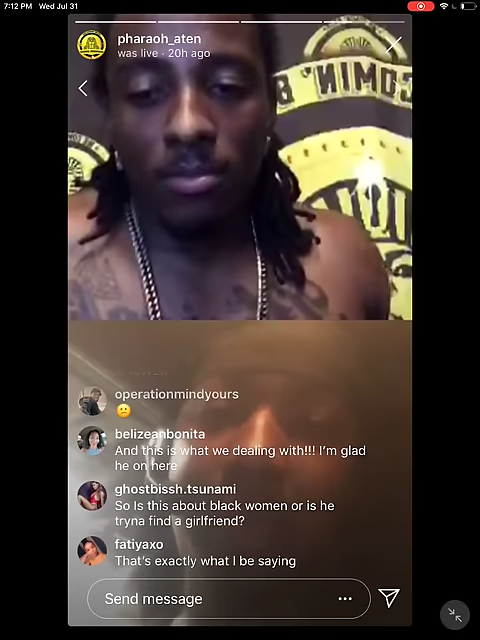 7:12 PM Wed Jul 31
pharaoh_aten
was live · 20h ago
COMIN' B
operationmindyours
😕
belizeanbonita
And this is what we dealing with!!! I'm glad
he on here
ghostbissh.tsunami
So Is this about black women or is he
tryna find a girlfriend?
fatiyaxo
That's exactly what I be saying
Send message